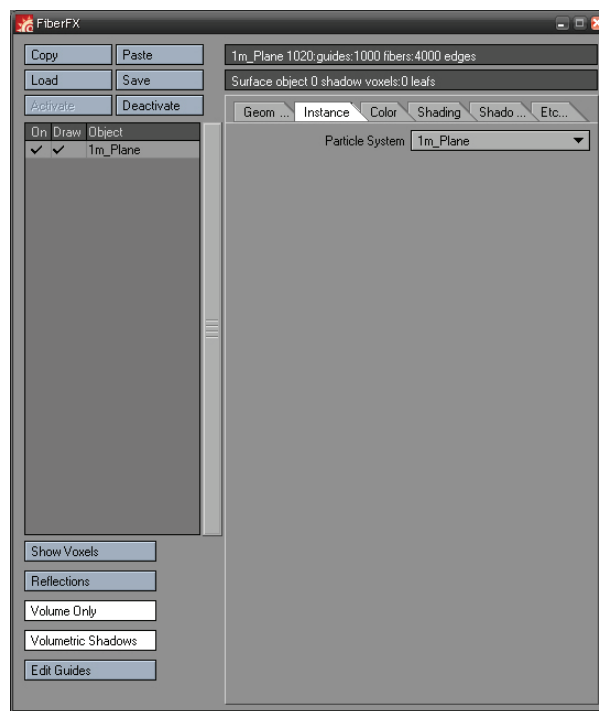 FiberFX
Copy Paste
Load Save
Activate Deactivate
On Draw Object
1m_Plane
1m_Plane 1020:guides:1000 fibers:4000 edges
Surface object 0 shadow voxels:0 leafs
Geom ... Instance Color Shading Shado ... Etc...
Particle System 1m_Plane
Show Voxels
Reflections
Volume Only
Volumetric Shadows
Edit Guides